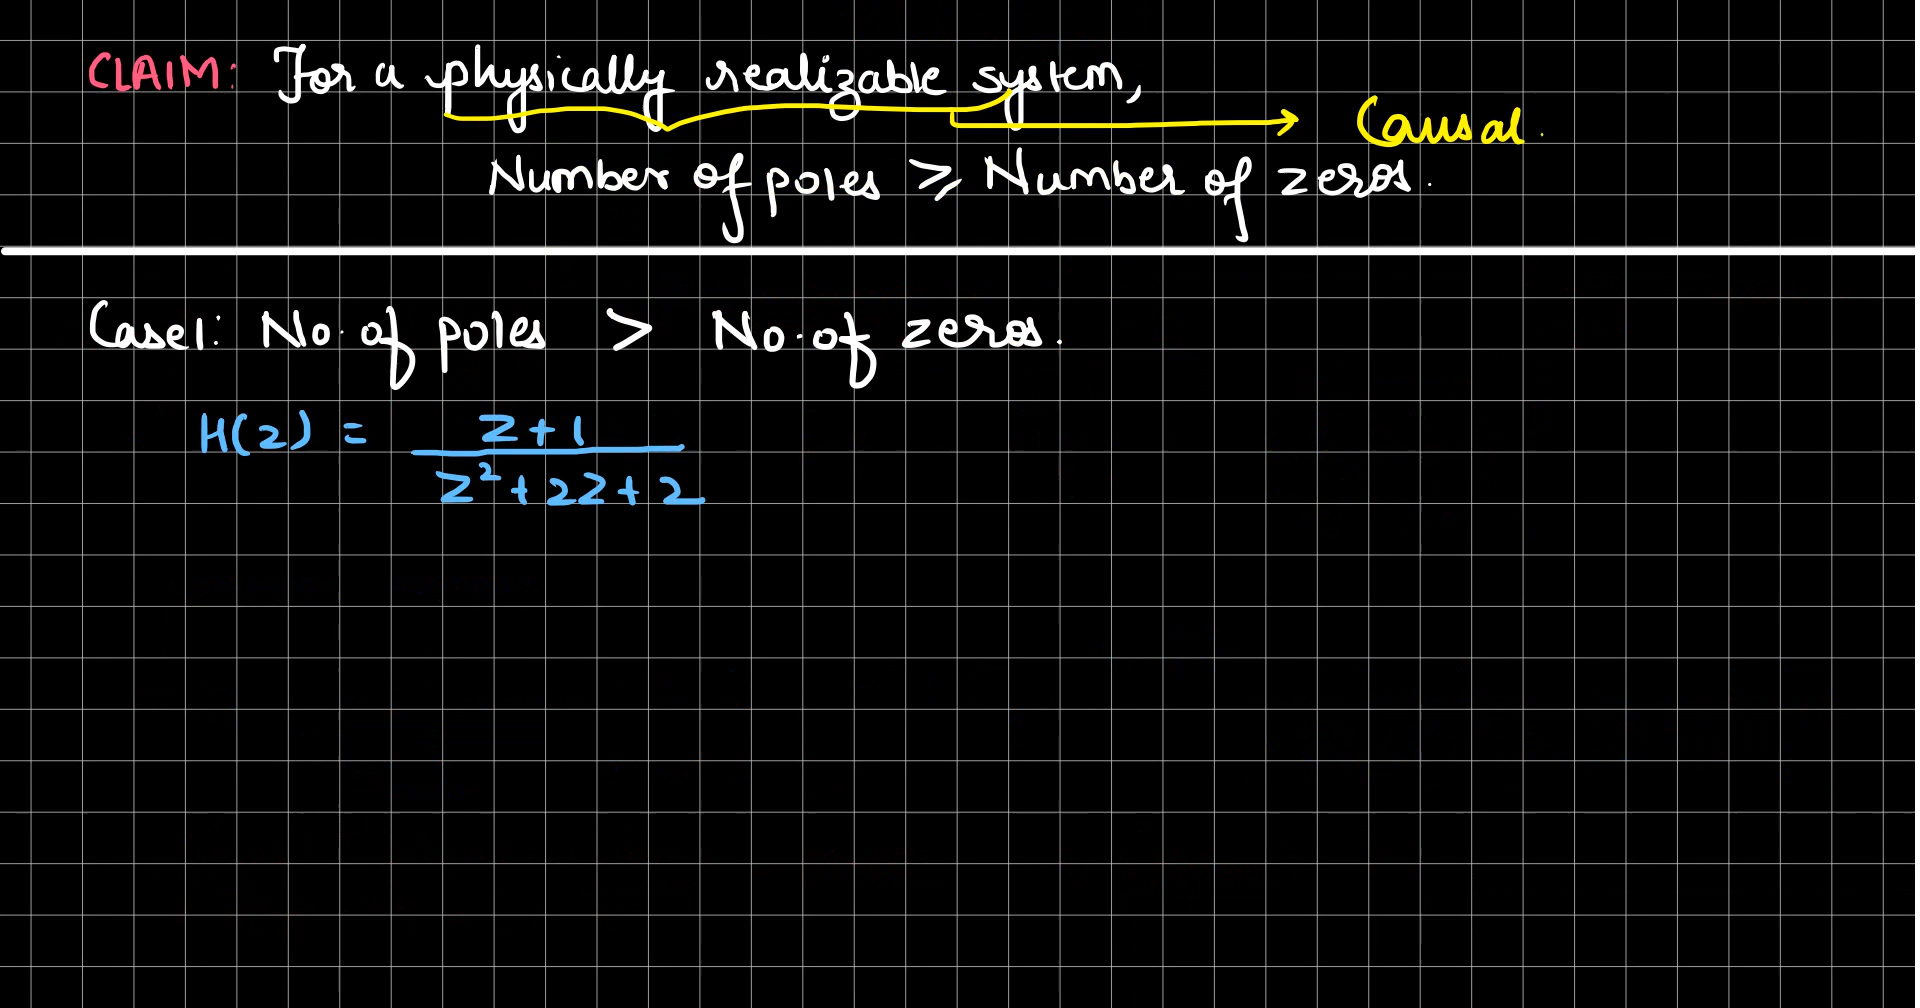 CLAIM: For a physically realizable system,
Causal.
Number of poles ⩾ Number of zeros.
Case1: No. of poles > No. of zeros.
H(z) = z+1
z²+2z+2